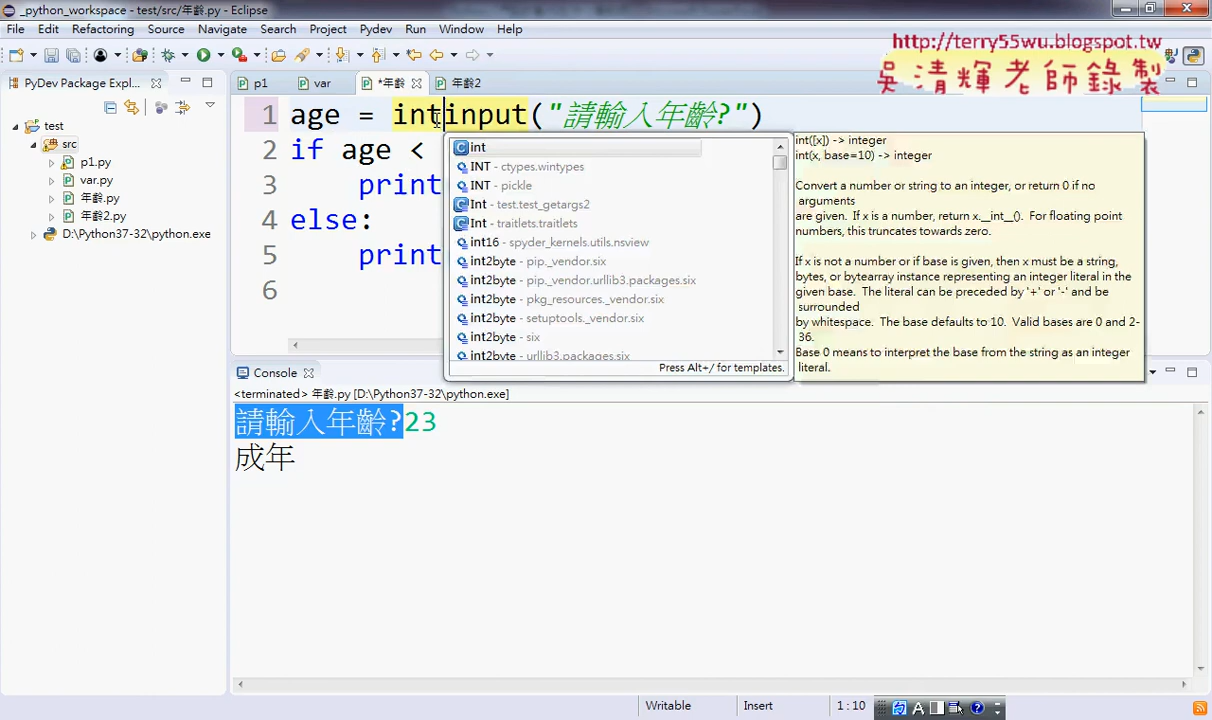 _python_workspace - test/src/年齡.py - Eclipse
File Edit Refactoring Source Navigate Search Project Pydev Run Window Help
http://terry55wu.blogspot.tw
吳清輝老師錄製
PyDev Package Expl...
p1
var
*年齡
年齡2
test
src
p1.py
var.py
年齡.py
年齡2.py
D:\Python37-32\python.exe
1 age = intinput("請輸入年齡?")
2 if age <
3 print
4 else:
5 print
6
int
INT - ctypes.wintypes
INT - pickle
Int - test.test_getargs2
Int - traitlets.traitlets
int16 - spyder_kernels.utils.nsview
int2byte - pip._vendor.six
int2byte - pip._vendor.urllib3.packages.six
int2byte - pkg_resources._vendor.six
int2byte - setuptools._vendor.six
int2byte - six
int2byte - urllib3.packages.six
Press Alt+/ for templates.
int([x]) -> integer
int(x, base=10) -> integer
Convert a number or string to an integer, or return 0 if no
arguments
are given. If x is a number, return x.__int__(). For floating point
numbers, this truncates towards zero.
If x is not a number or if base is given, then x must be a string,
bytes, or bytearray instance representing an integer literal in the
given base. The literal can be preceded by '+' or '-' and be
surrounded
by whitespace. The base defaults to 10. Valid bases are 0 and 2-
36.
Base 0 means to interpret the base from the string as an integer
literal.
Console
<terminated> 年齡.py [D:\Python37-32\python.exe]
請輸入年齡?23
成年
Writable
Insert
1:10